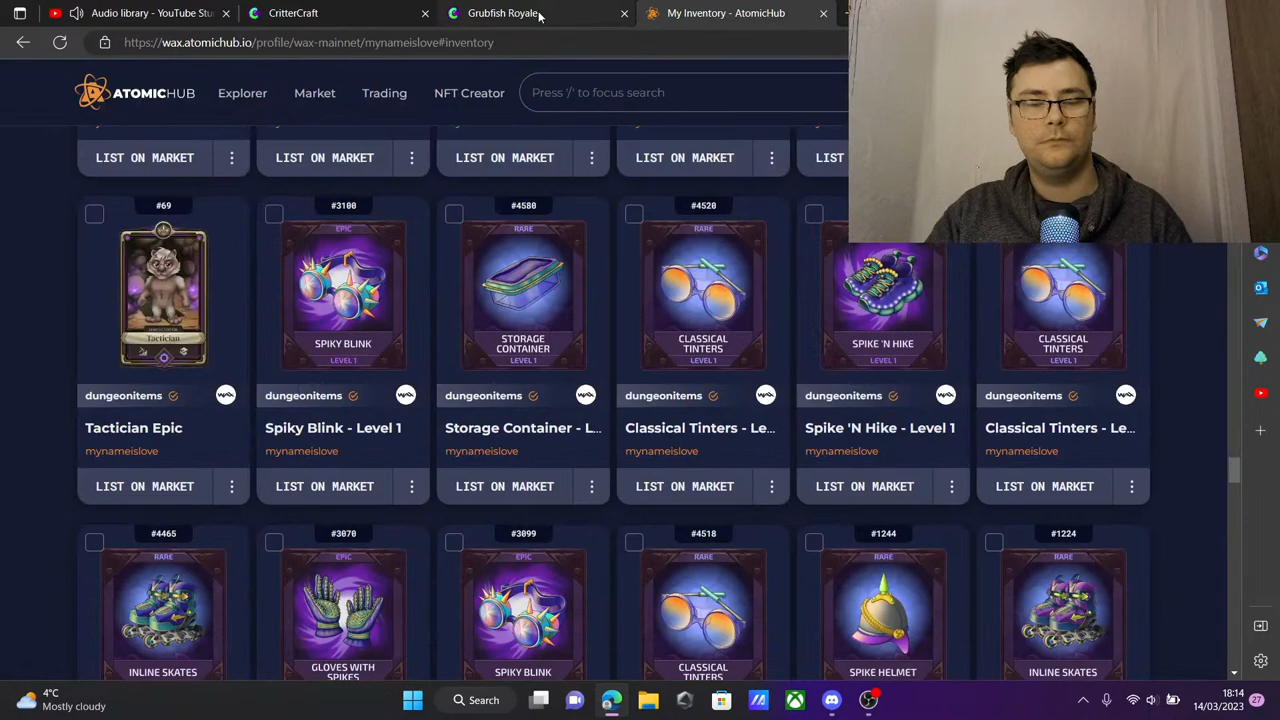 Audio library - YouTube Stu
CritterCraft
Grubfish Royale
My Inventory - AtomicHub
https://wax.atomichub.io/profile/wax-mainnet/mynameislove#inventory
ATOMICHUB
Explorer
Market
Trading
NFT Creator
Press '/' to focus search
LIST ON MARKET
LIST ON MARKET
LIST ON MARKET
LIST ON MARKET
LIST
#69
#3100
#4580
#4520
EPIC
RARE
RARE
Tactician
SPIKY BLINK
STORAGE CONTAINER
CLASSICAL TINTERS
SPIKE 'N HIKE
CLASSICAL TINTERS
LEVEL 1
LEVEL 1
LEVEL 1
LEVEL 1
LEVEL 1
dungeonitems
dungeonitems
dungeonitems
dungeonitems
dungeonitems
dungeonitems
Tactician Epic
Spiky Blink - Level 1
Storage Container - L...
Classical Tinters - Le...
Spike 'N Hike - Level 1
Classical Tinters - Le...
mynameislove
mynameislove
mynameislove
mynameislove
mynameislove
mynameislove
LIST ON MARKET
LIST ON MARKET
LIST ON MARKET
LIST ON MARKET
LIST ON MARKET
LIST ON MARKET
#4465
#3070
#3099
#4518
#1244
#1224
RARE
EPIC
EPIC
RARE
RARE
RARE
INLINE SKATES
GLOVES WITH SPIKES
SPIKY BLINK
CLASSICAL
SPIKE HELMET
INLINE SKATES
4°C
Mostly cloudy
Search
18:14
14/03/2023
27